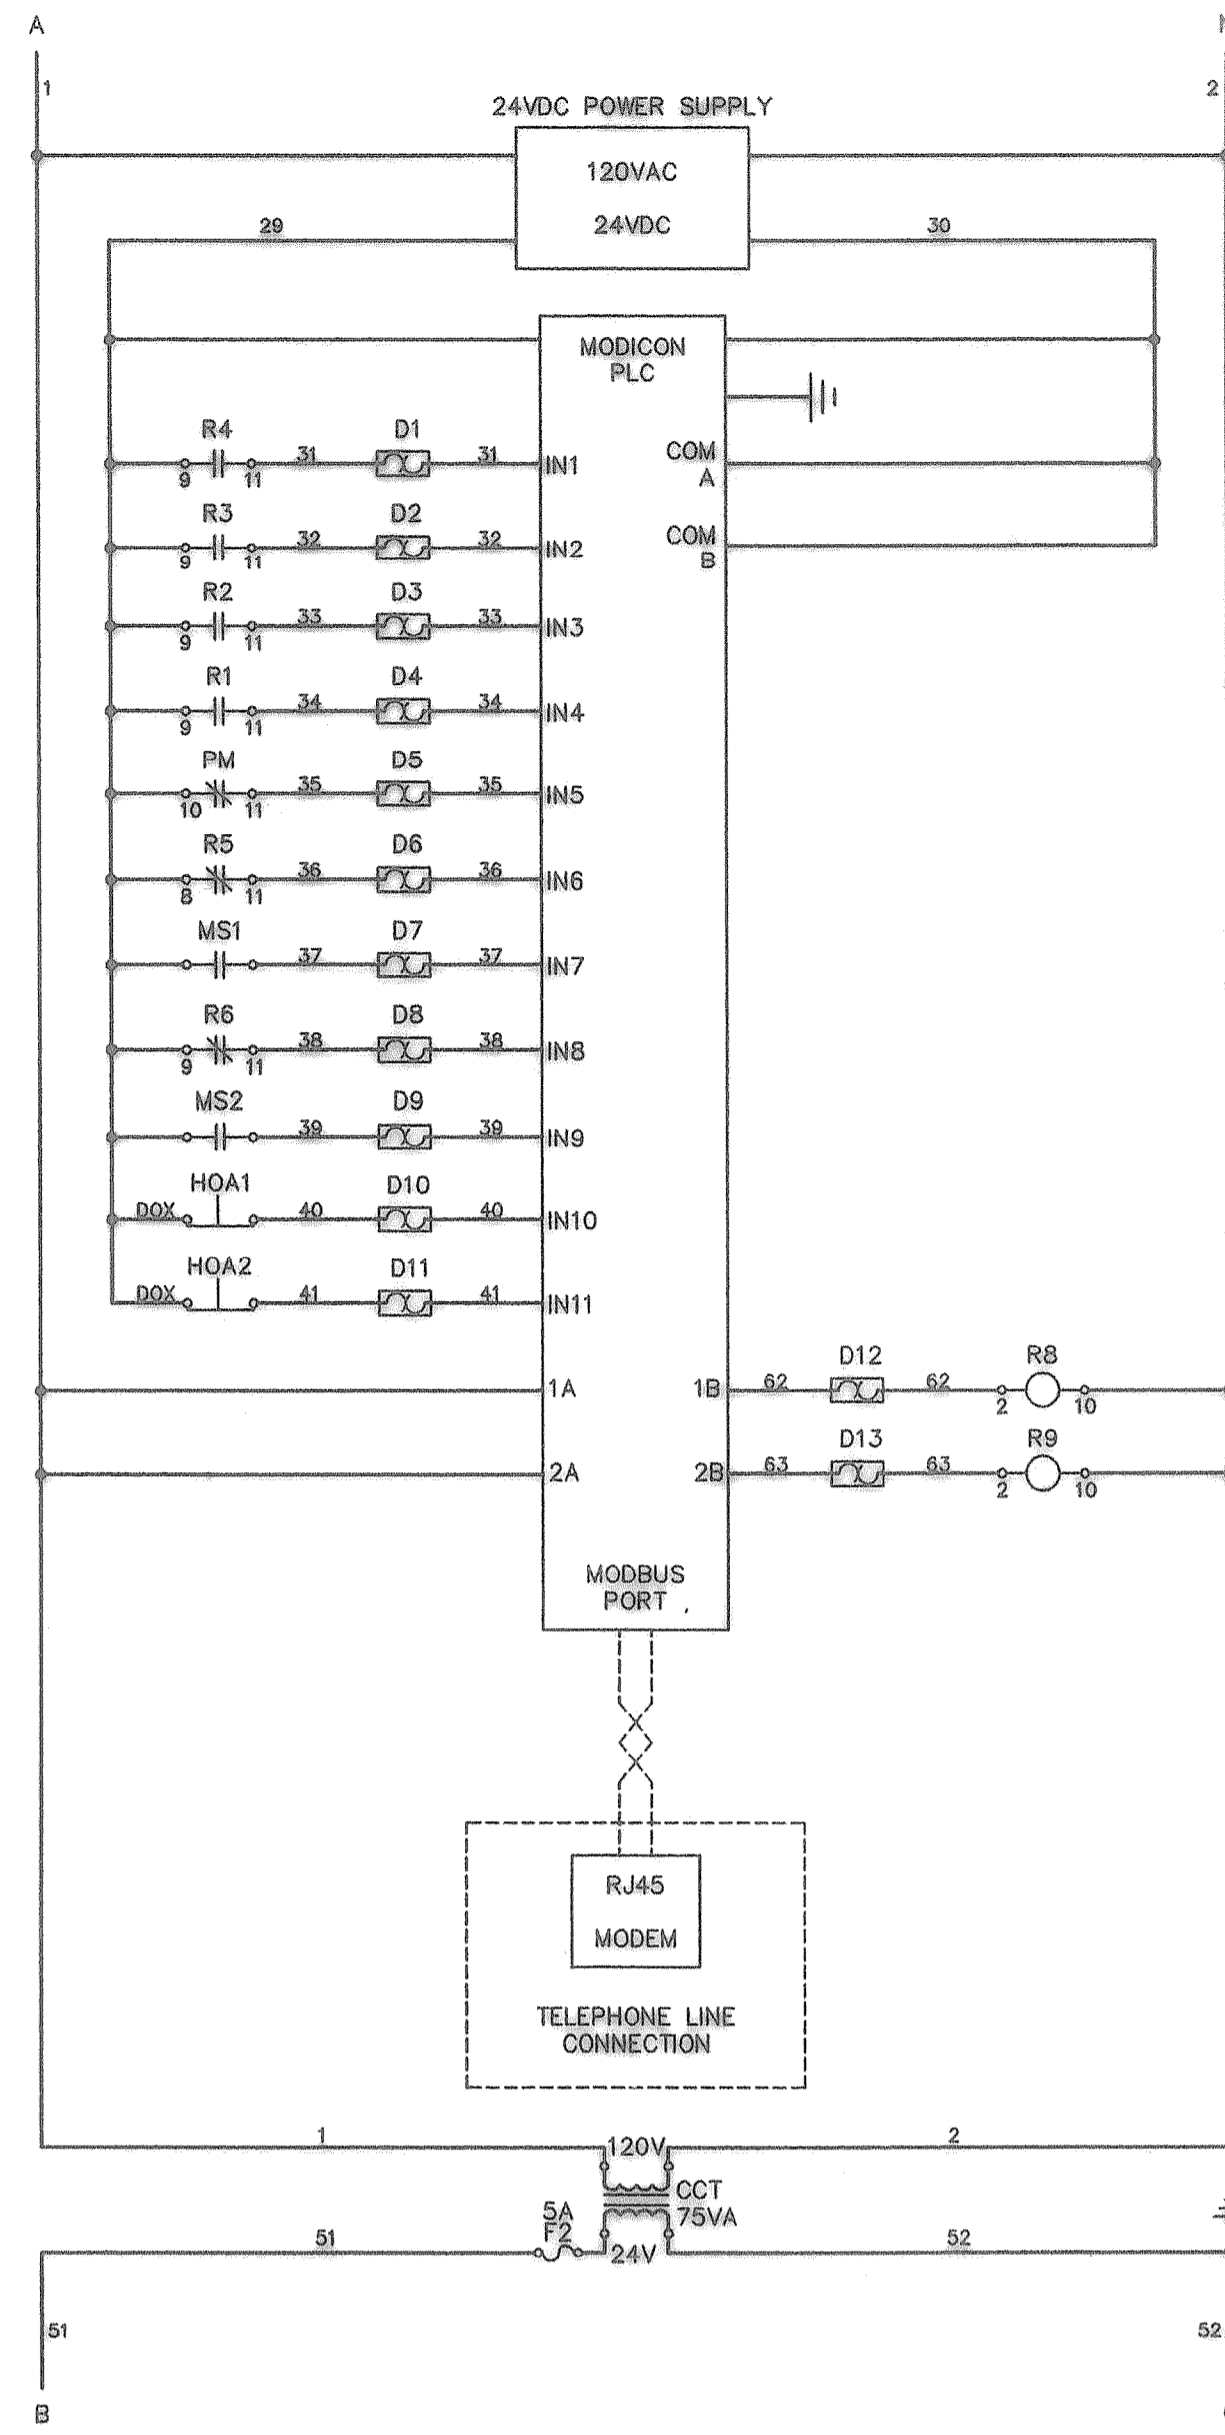 A
1
2
24VDC POWER SUPPLY
120VAC
24VDC
29
30
MODICON
PLC
R4
9
11
31
D1
31
IN1
COM
A
R3
9
11
32
D2
32
IN2
COM
B
R2
9
11
33
D3
33
IN3
R1
9
11
34
D4
34
IN4
PM
10
11
35
D5
35
IN5
R5
8
11
36
D6
36
IN6
MS1
37
D7
37
IN7
R6
9
11
38
D8
38
IN8
MS2
39
D9
39
IN9
HOA1
DOX
40
D10
40
IN10
HOA2
DOX
41
D11
41
IN11
1A
1B
62
D12
62
2
R8
10
2A
2B
63
D13
63
2
R9
10
MODBUS
PORT
RJ45
MODEM
TELEPHONE LINE
CONNECTION
1
120V
2
CCT
75VA
5A
F2
51
24V
52
51
52
B